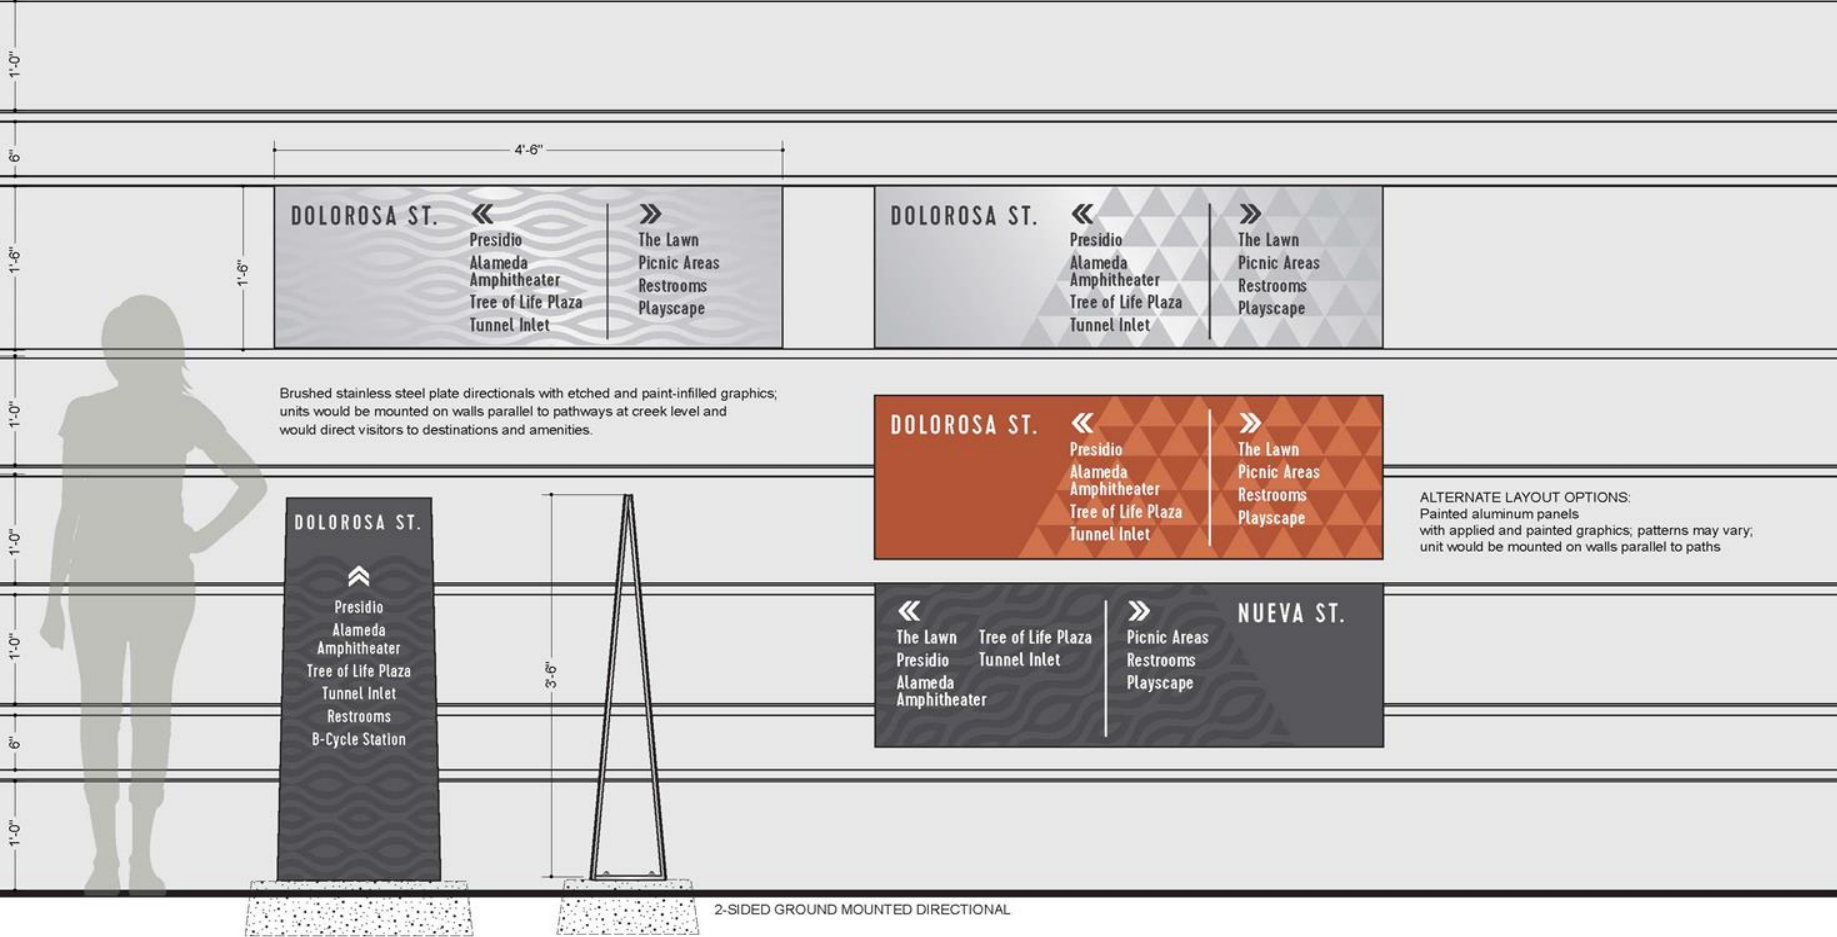 1'-0"
6"
1'-6"
1'-0"
1'-0"
1'-0"
6"
1'-0"
4'-6"
1'-6"
DOLOROSA ST.
Presidio
Alameda
Amphitheater
Tree of Life Plaza
Tunnel Inlet
The Lawn
Picnic Areas
Restrooms
Playscape
DOLOROSA ST.
Presidio
Alameda
Amphitheater
Tree of Life Plaza
Tunnel Inlet
The Lawn
Picnic Areas
Restrooms
Playscape
Brushed stainless steel plate directionals with etched and paint-infilled graphics;
units would be mounted on walls parallel to pathways at creek level and
would direct visitors to destinations and amenities.
DOLOROSA ST.
Presidio
Alameda
Amphitheater
Tree of Life Plaza
Tunnel Inlet
The Lawn
Picnic Areas
Restrooms
Playscape
ALTERNATE LAYOUT OPTIONS:
Painted aluminum panels
with applied and painted graphics; patterns may vary;
unit would be mounted on walls parallel to paths
DOLOROSA ST.
Presidio
Alameda
Amphitheater
Tree of Life Plaza
Tunnel Inlet
Restrooms
B-Cycle Station
3'-6"
The Lawn
Presidio
Alameda
Amphitheater
Tree of Life Plaza
Tunnel Inlet
Picnic Areas
Restrooms
Playscape
NUEVA ST.
2-SIDED GROUND MOUNTED DIRECTIONAL